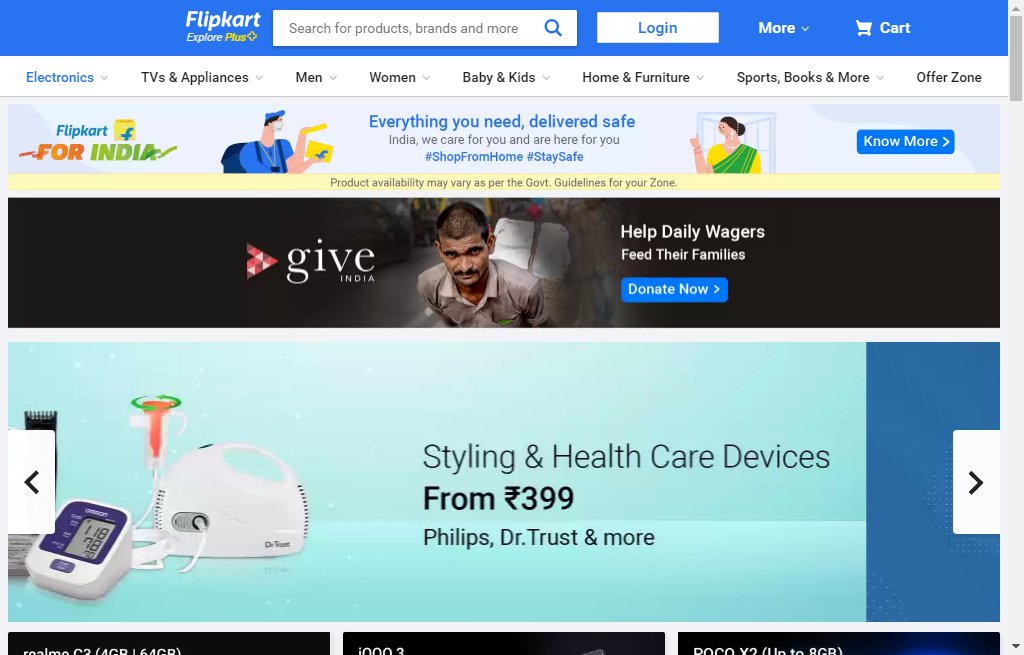 Flipkart
Explore Plus
Search for products, brands and more
Login
More
Cart
Electronics
TVs & Appliances
Men
Women
Baby & Kids
Home & Furniture
Sports, Books & More
Offer Zone
Flipkart
FOR INDIA
Everything you need, delivered safe
India, we care for you and are here for you
#ShopFromHome #StaySafe
Know More
Product availability may vary as per the Govt. Guidelines for your Zone.
give
INDIA
Help Daily Wagers
Feed Their Families
Donate Now
Styling & Health Care Devices
From ₹399
Philips, Dr.Trust & more
omron
Dr Trust
realme C3 (4GB | 64GB)
iQOO 3
POCO X2 (Up to 8GB)